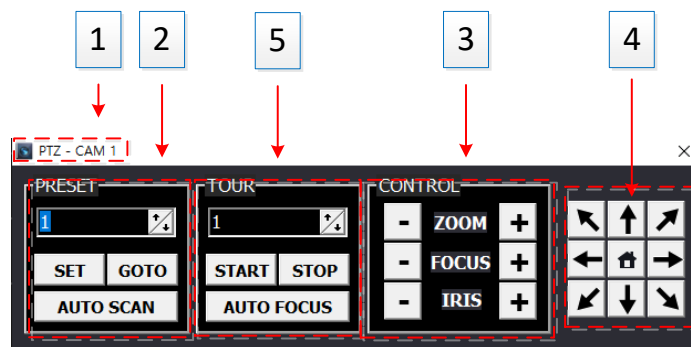 1 2 5 3 4
PTZ - CAM 1
PRESET TOUR CONTROL
1 1 - ZOOM +
SET GOTO START STOP - FOCUS +
AUTO SCAN AUTO FOCUS - IRIS +